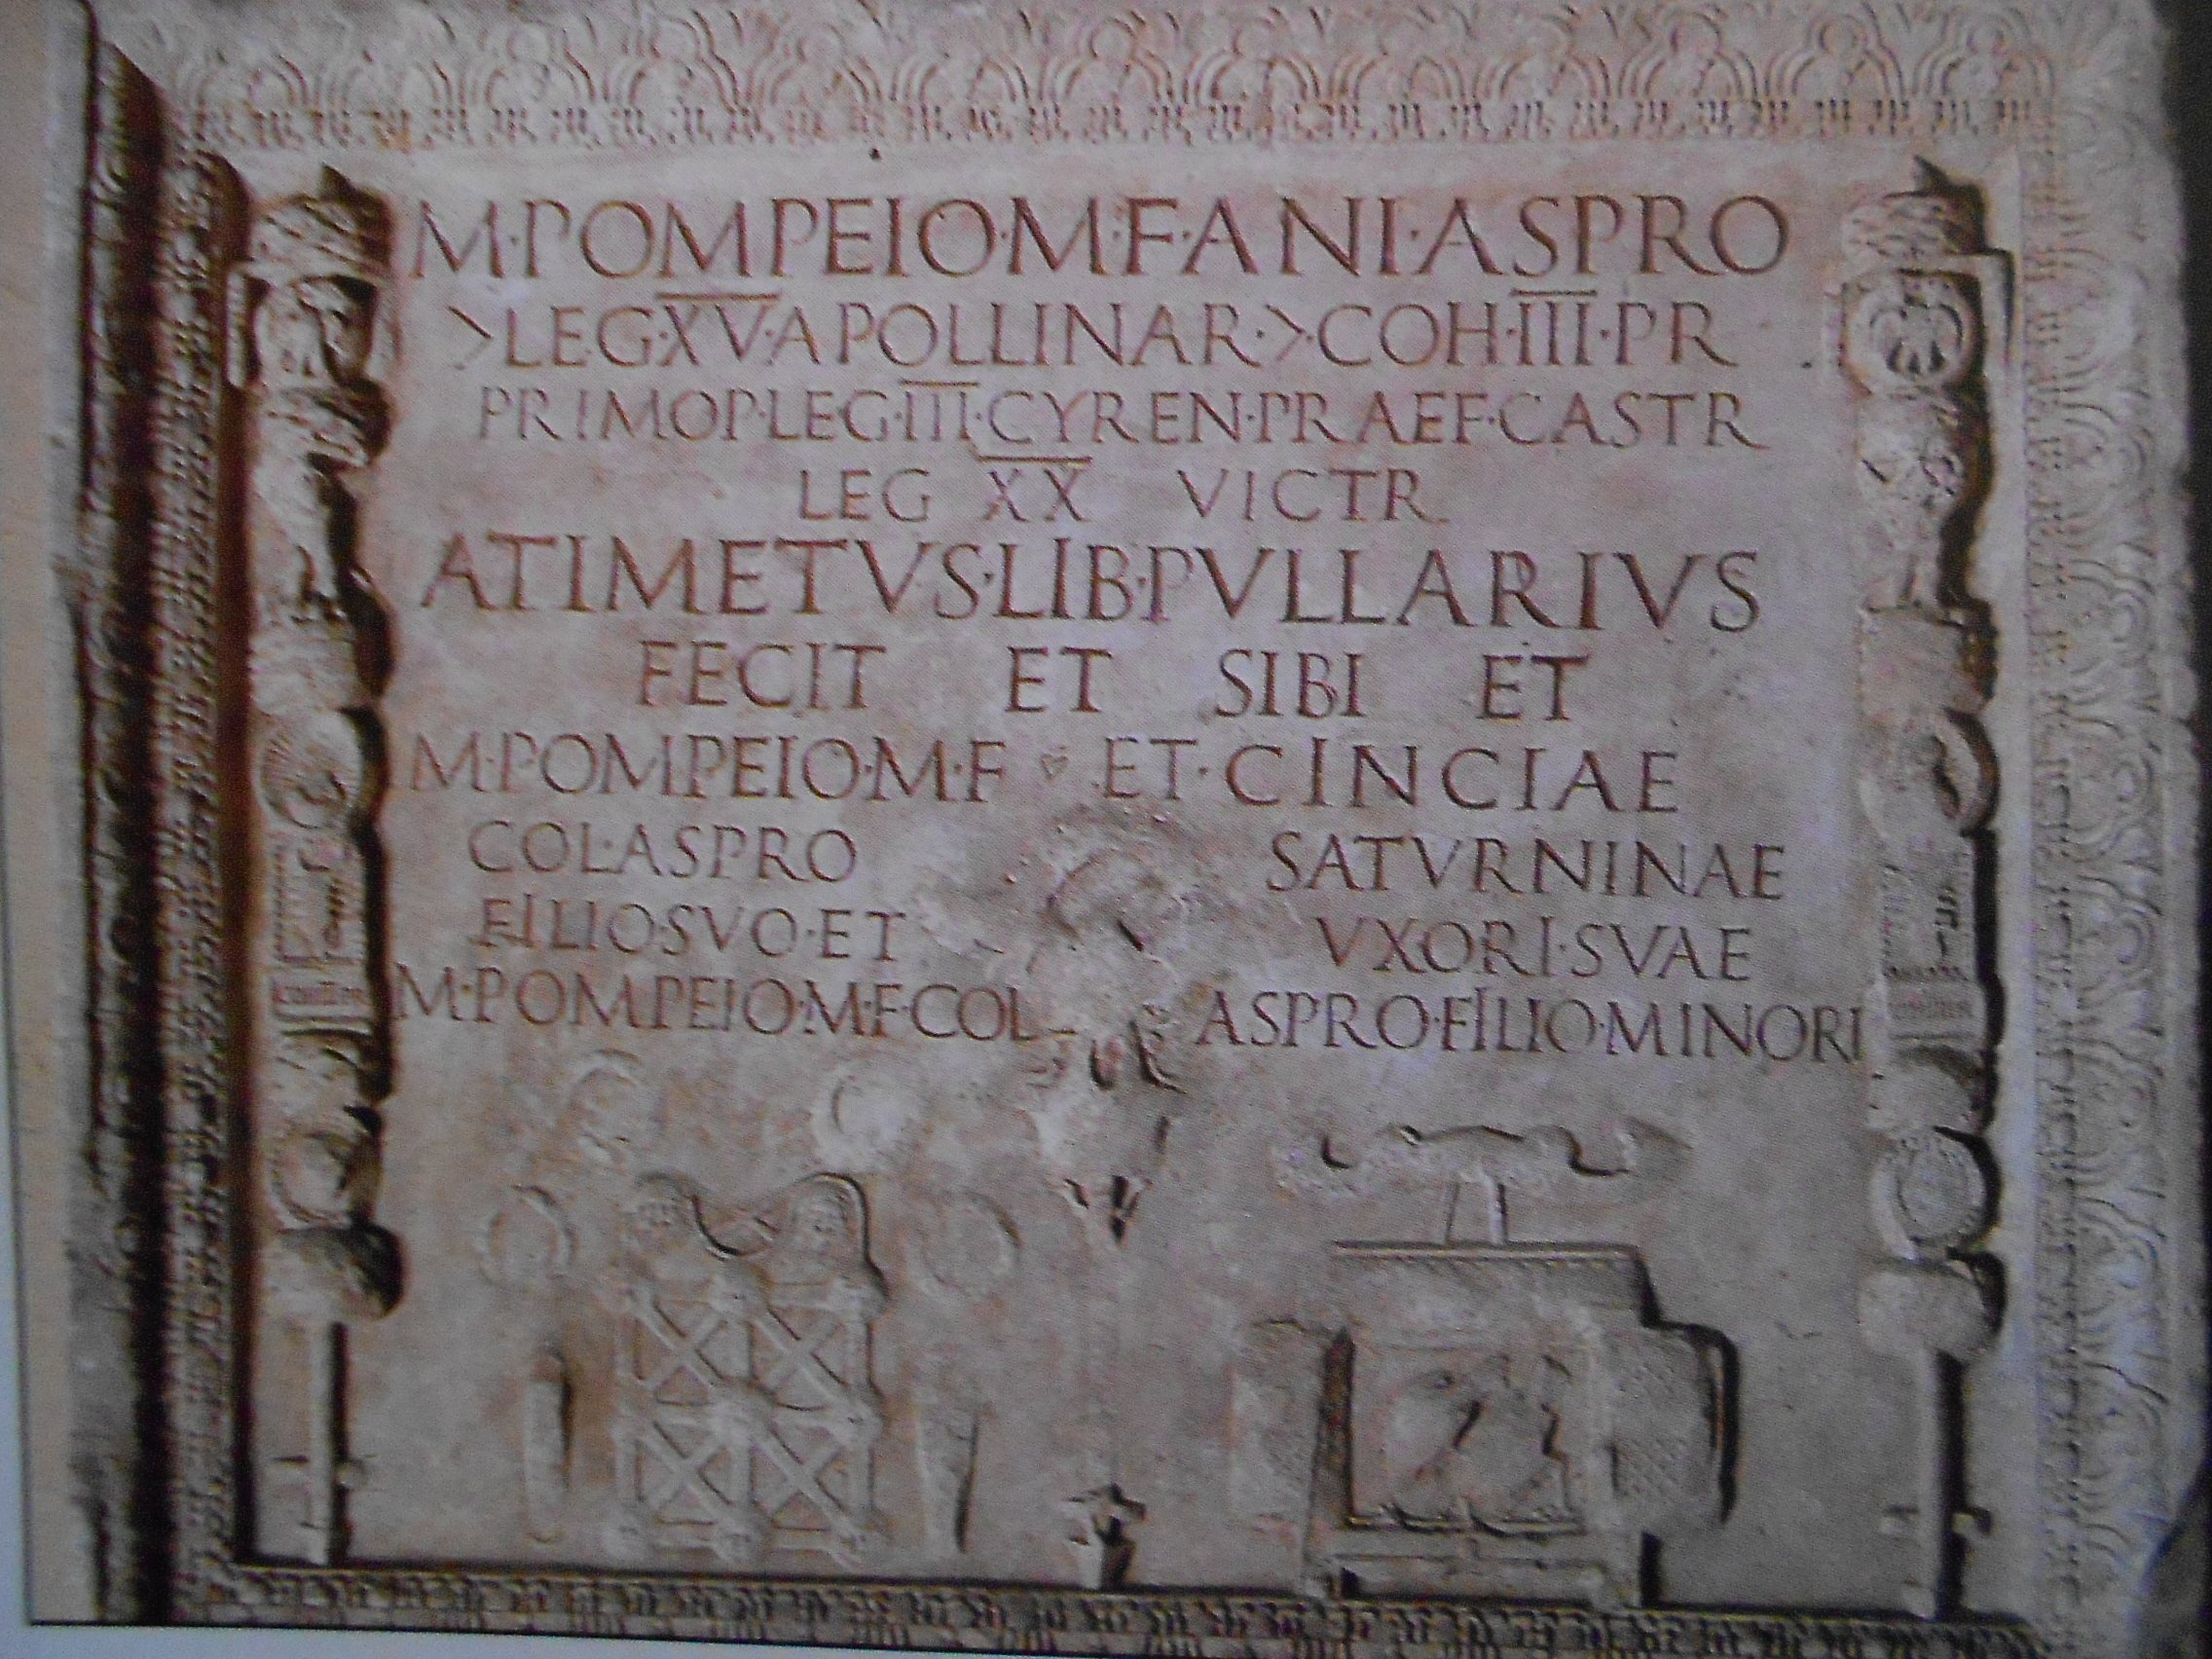 M·POMPEIO·M·F·ANI·ASPRO
>LEG·XV·APOLLINAR·>·COH·III·PR
PRIMOP·LEG·III·CYREN·PRAEF·CASTR
LEG XX VICTR
ATIMETVS·LIB·PVLLARIVS
FECIT ET SIBI ET
M·POMPEIO·M·F ET·CINCIAE
COL·ASPRO SATVRNINAE
FILIO·SVO·ET VXORI·SVAE
M·POMPEIO·M·F·COL ASPRO·FILIO·MINORI